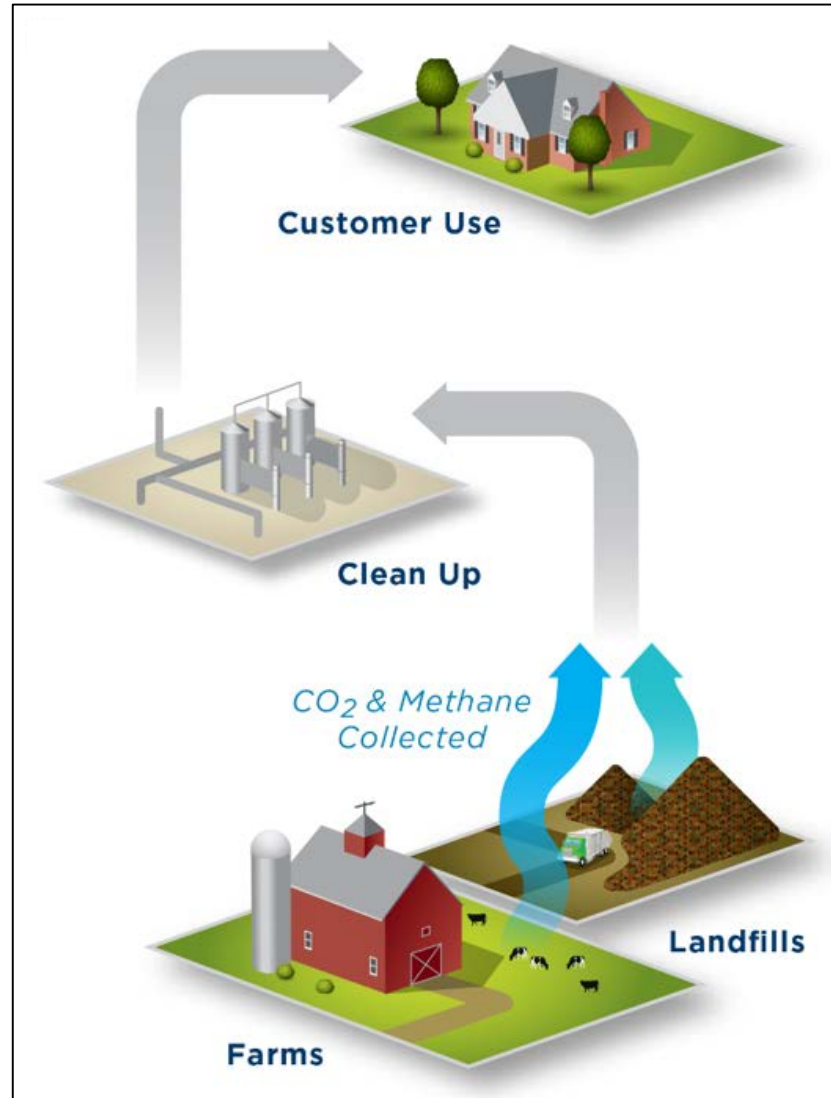 Customer Use
Clean Up
CO₂ & Methane
Collected
Landfills
Farms